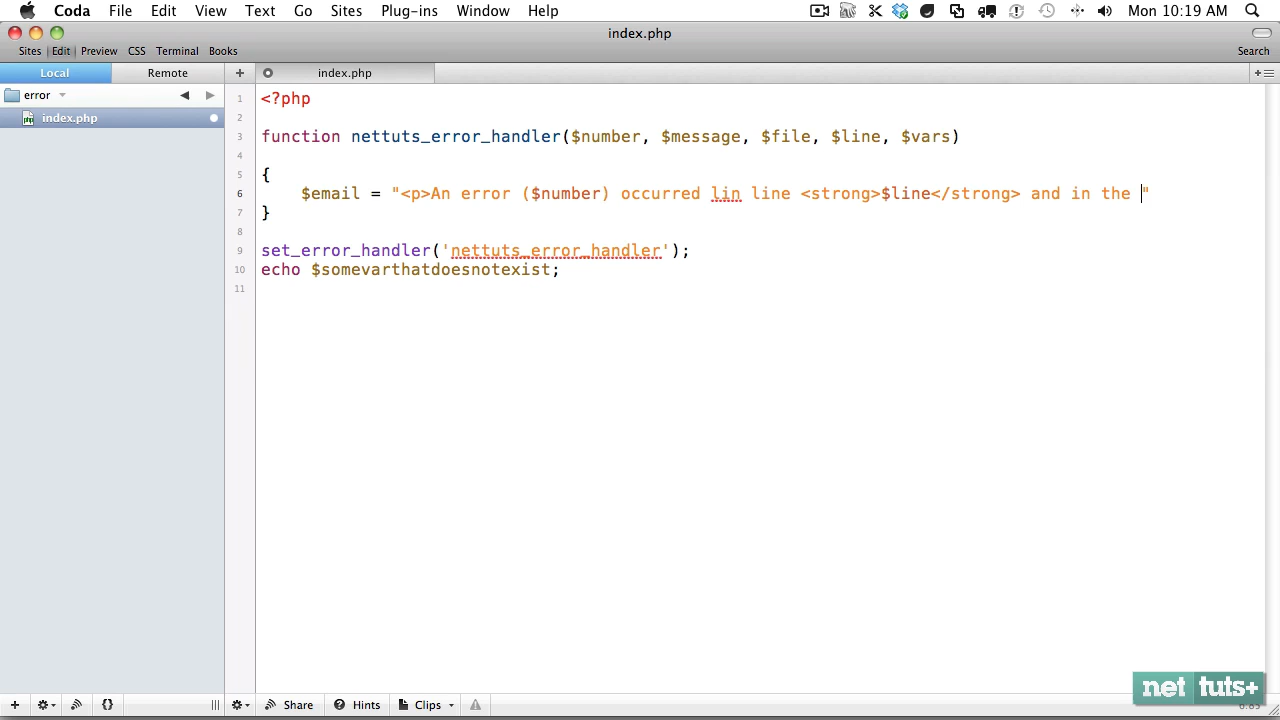 Coda File Edit View Text Go Sites Plug-ins Window Help Mon 10:19 AM
index.php
Sites Edit Preview CSS Terminal Books Search
Local Remote + index.php
error
index.php
1 <?php
2
3 function nettuts_error_handler($number, $message, $file, $line, $vars)
4
5 {
6 $email = "<p>An error ($number) occurred lin line <strong>$line</strong> and in the "
7 }
8
9 set_error_handler('nettuts_error_handler');
10 echo $somevarthatdoesnotexist;
11
net tuts+
+ {} Share Hints Clips